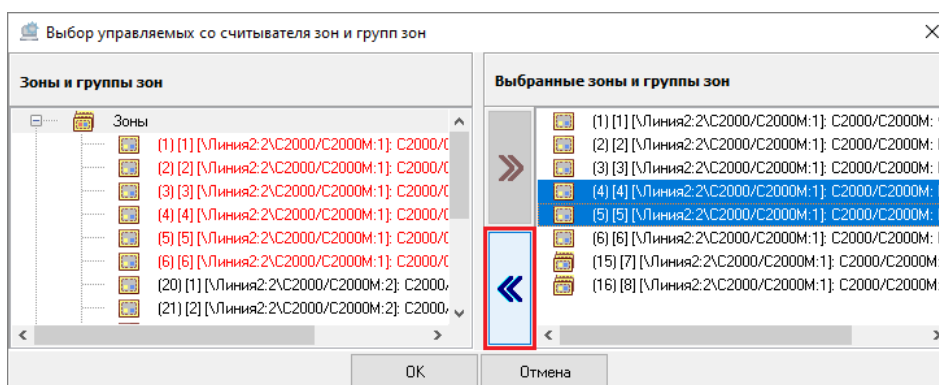 Выбор управляемых со считывателя зон и групп зон
Зоны и группы зон
Зоны
(1) [1] [\Линия2:2\С2000/С2000М:1]: С2000/
(2) [2] [\Линия2:2\С2000/С2000М:1]: С2000/
(3) [3] [\Линия2:2\С2000/С2000М:1]: С2000/
(4) [4] [\Линия2:2\С2000/С2000М:1]: С2000/
(5) [5] [\Линия2:2\С2000/С2000М:1]: С2000/
(6) [6] [\Линия2:2\С2000/С2000М:1]: С2000/
(20) [1] [\Линия2:2\С2000/С2000М:2]: С2000
(21) [2] [\Линия2:2\С2000/С2000М:2]: С2000
Выбранные зоны и группы зон
(1) [1] [\Линия2:2\С2000/С2000М:1]: С2000/С2000М:
(2) [2] [\Линия2:2\С2000/С2000М:1]: С2000/С2000М:
(3) [3] [\Линия2:2\С2000/С2000М:1]: С2000/С2000М:
(4) [4] [\Линия2:2\С2000/С2000М:1]: С2000/С2000М:
(5) [5] [\Линия2:2\С2000/С2000М:1]: С2000/С2000М:
(6) [6] [\Линия2:2\С2000/С2000М:1]: С2000/С2000М:
(15) [7] [\Линия2:2\С2000/С2000М:1]: С2000/С2000М:
(16) [8] [\Линия2:2\С2000/С2000М:1]: С2000/С2000М:
ОК
Отмена